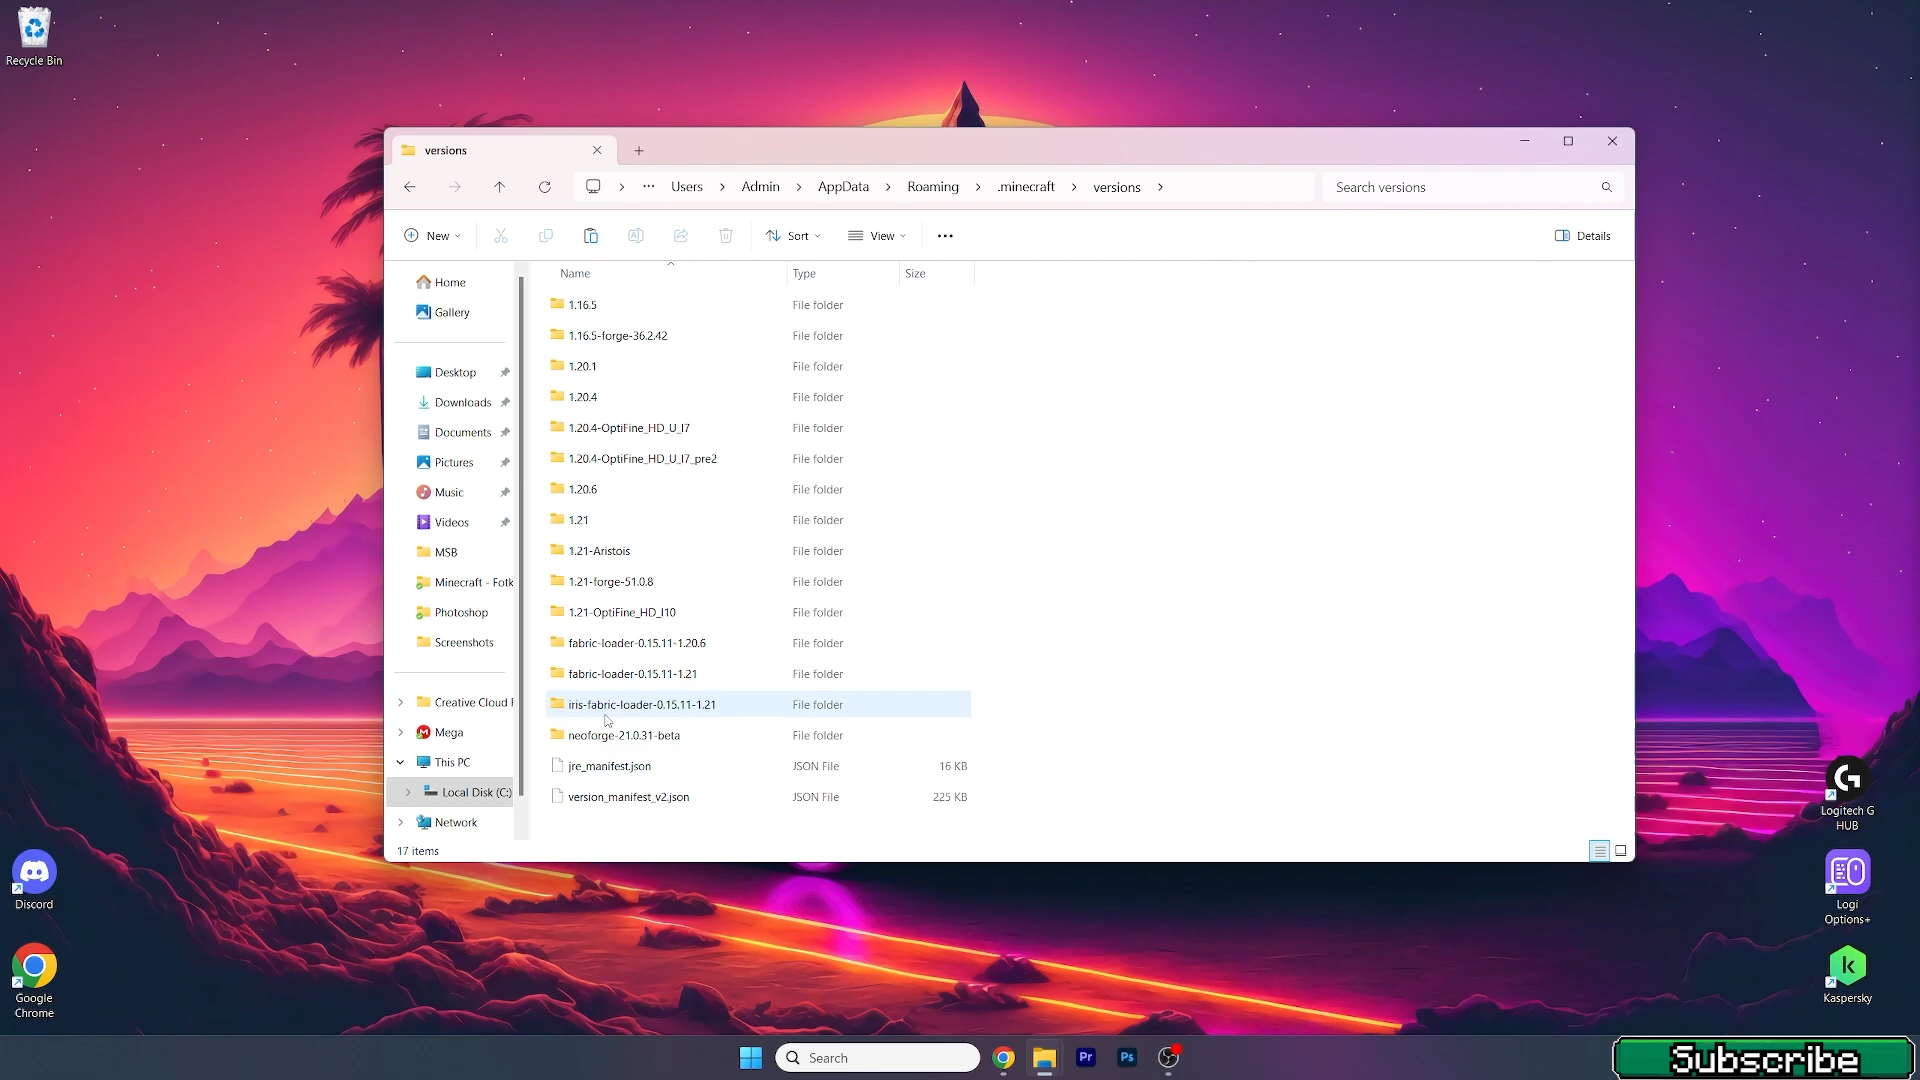 Recycle Bin
versions
Users
Admin
AppData
Roaming
.minecraft
versions
Search versions
New
Sort
View
Details
Home
Gallery
Desktop
Downloads
Documents
Pictures
Music
Videos
MSB
Minecraft - Fotk
Photoshop
Screenshots
Creative Cloud F
Mega
This PC
Local Disk (C:)
Network
Name Type Size
1.16.5 File folder
1.16.5-forge-36.2.42 File folder
1.20.1 File folder
1.20.4 File folder
1.20.4-OptiFine_HD_U_I7 File folder
1.20.4-OptiFine_HD_U_I7_pre2 File folder
1.20.6 File folder
1.21 File folder
1.21-Aristois File folder
1.21-forge-51.0.8 File folder
1.21-OptiFine_HD_I10 File folder
fabric-loader-0.15.11-1.20.6 File folder
fabric-loader-0.15.11-1.21 File folder
iris-fabric-loader-0.15.11-1.21 File folder
neoforge-21.0.31-beta File folder
jre_manifest.json JSON File 16 KB
version_manifest_v2.json JSON File 225 KB
17 items
Discord
Google
Chrome
Logitech G
HUB
Logi
Options+
Kaspersky
Search
Pr
Ps
Subscribe